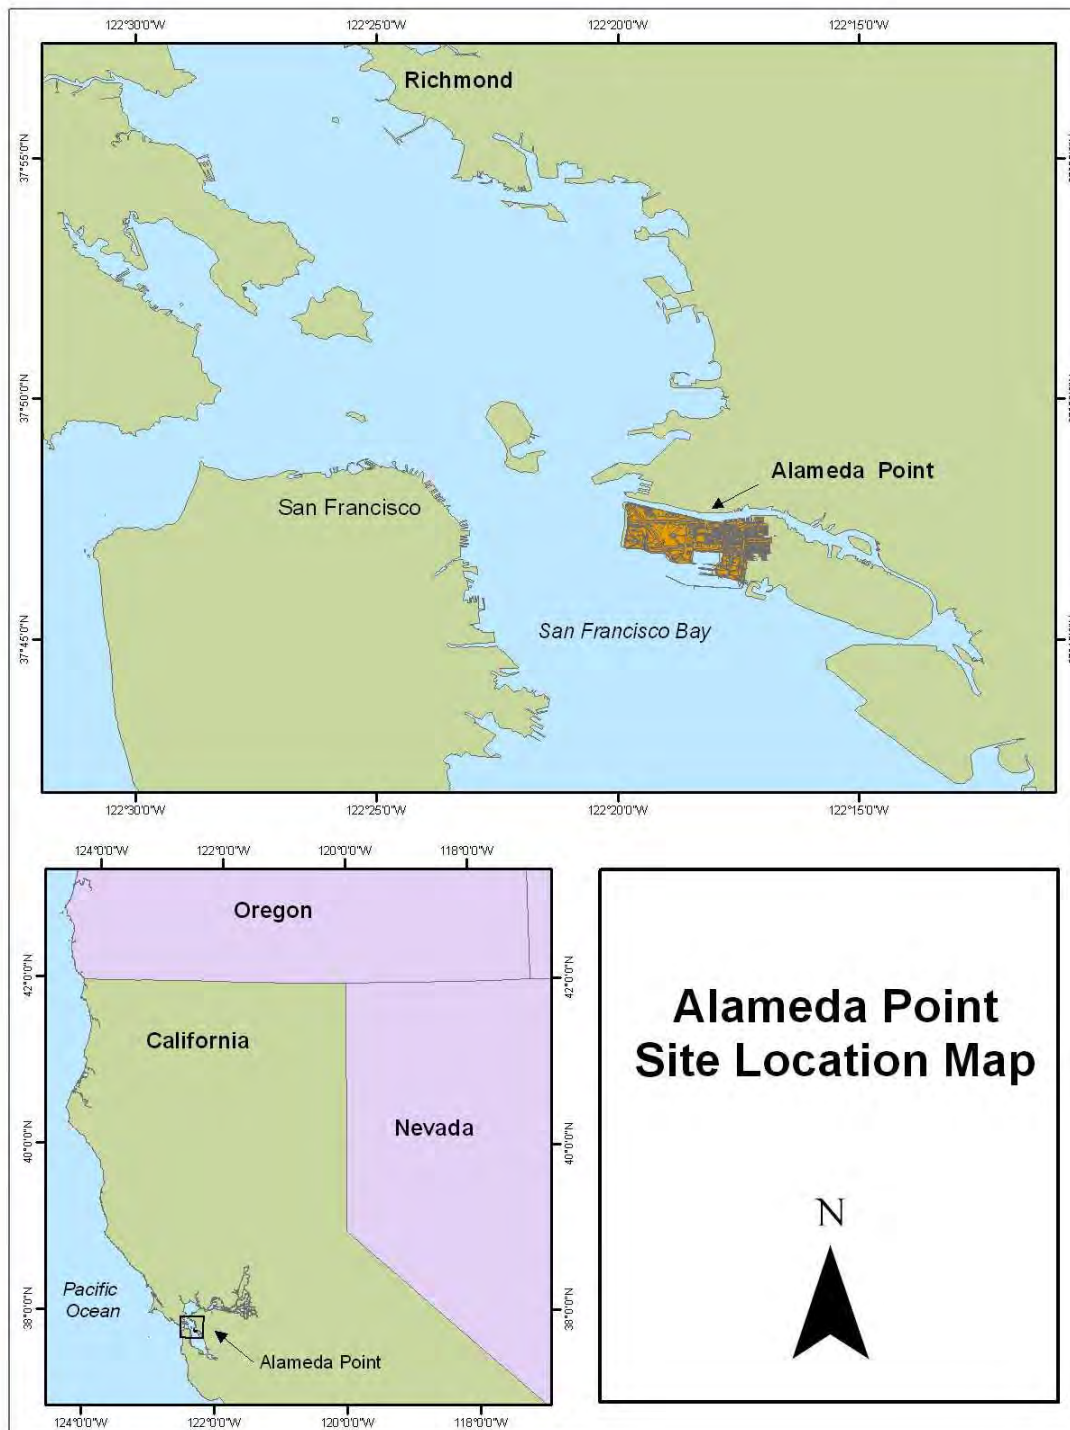 122°30'0"W 122°25'0"W 122°20'0"W 122°15'0"W
Richmond
37°55'0"N
37°50'0"N
Alameda Point
San Francisco
San Francisco Bay
37°45'0"N
122°30'0"W 122°25'0"W 122°20'0"W 122°15'0"W
124°0'0"W 122°0'0"W 120°0'0"W 118°0'0"W
Oregon
42°0'0"N 42°0'0"N
California
Nevada
40°0'0"N 40°0'0"N
Pacific
Ocean
38°0'0"N 38°0'0"N
Alameda Point
124°0'0"W 122°0'0"W 120°0'0"W 118°0'0"W
Alameda Point
Site Location Map
N